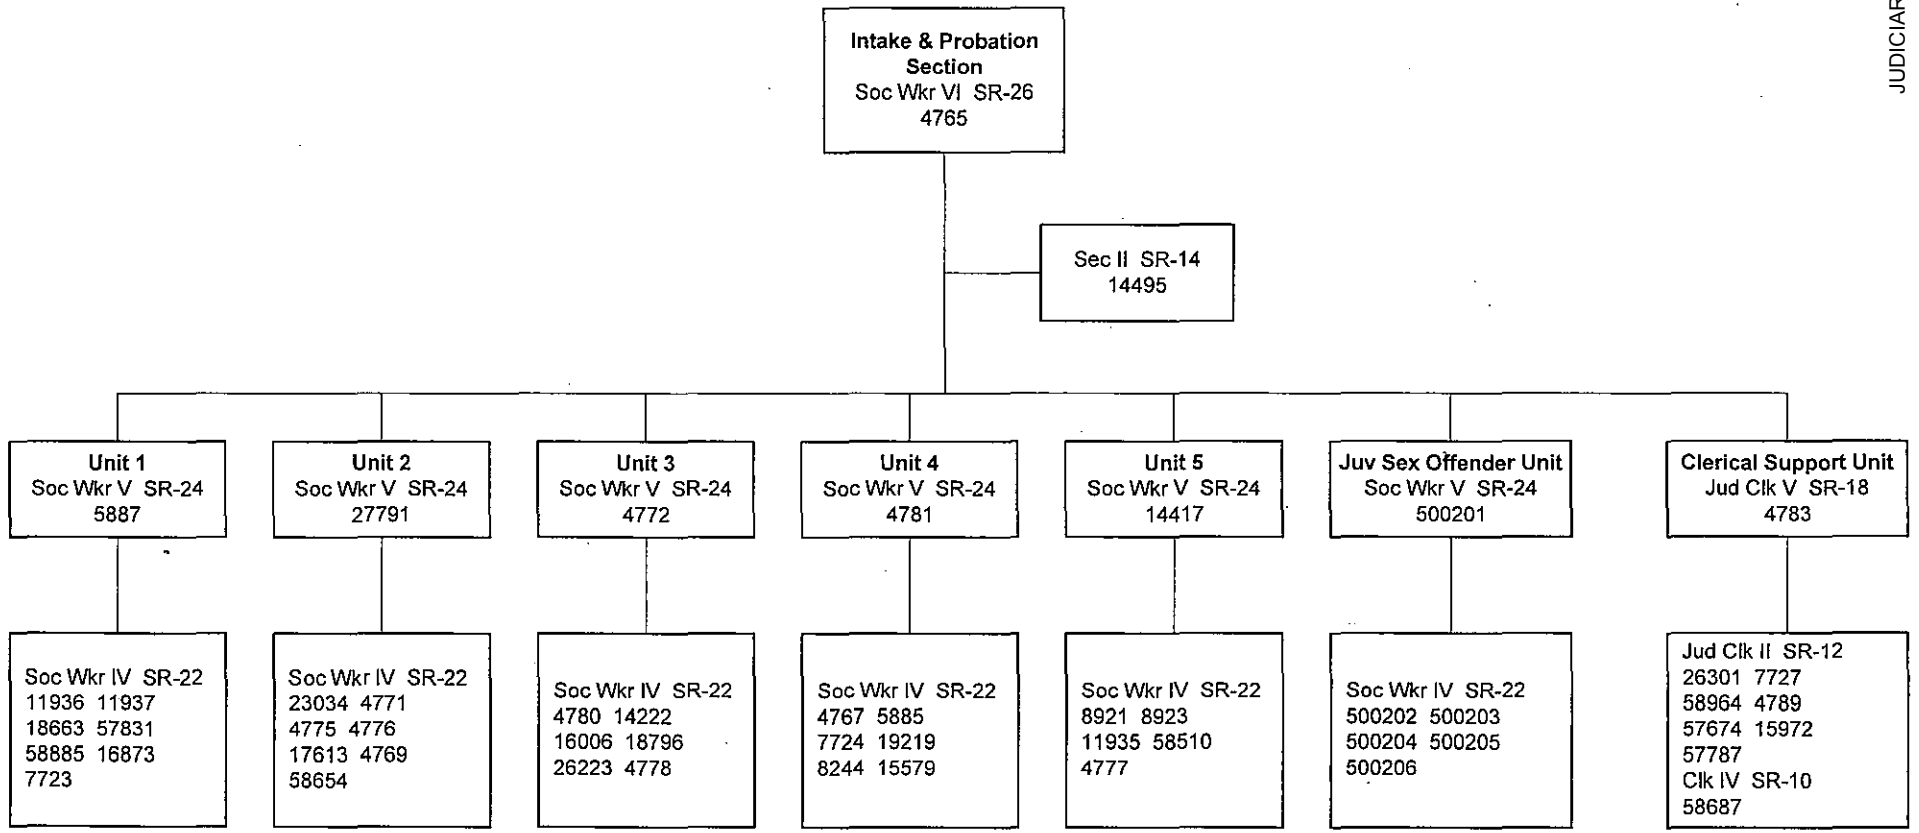 JUDICIAR
Intake & Probation
Section
Soc Wkr VI SR-26
4765
Sec II SR-14
14495
Unit 1
Soc Wkr V SR-24
5887
Unit 2
Soc Wkr V SR-24
27791
Unit 3
Soc Wkr V SR-24
4772
Unit 4
Soc Wkr V SR-24
4781
Unit 5
Soc Wkr V SR-24
14417
Juv Sex Offender Unit
Soc Wkr V SR-24
500201
Clerical Support Unit
Jud Clk V SR-18
4783
Soc Wkr IV SR-22
11936 11937
18663 57831
58885 16873
7723
Soc Wkr IV SR-22
23034 4771
4775 4776
17613 4769
58654
Soc Wkr IV SR-22
4780 14222
16006 18796
26223 4778
Soc Wkr IV SR-22
4767 5885
7724 19219
8244 15579
Soc Wkr IV SR-22
8921 8923
11935 58510
4777
Soc Wkr IV SR-22
500202 500203
500204 500205
500206
Jud Clk II SR-12
26301 7727
58964 4789
57674 15972
57787
Clk IV SR-10
58687